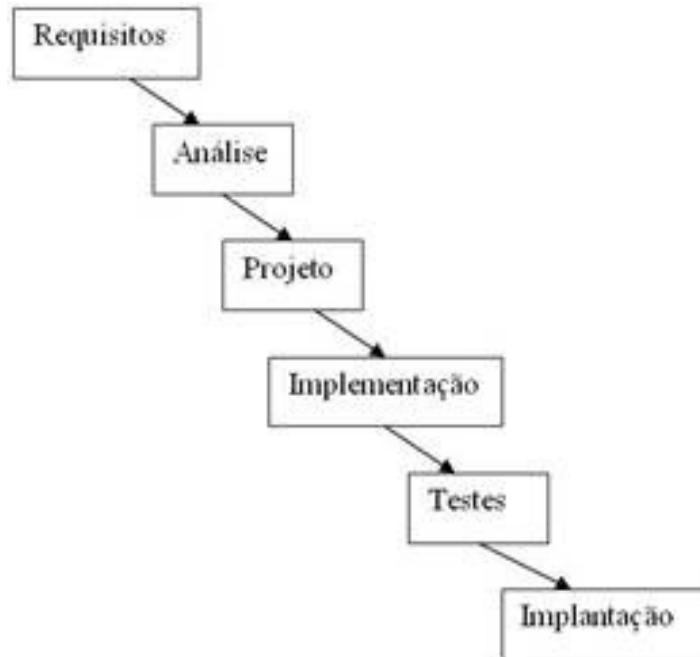 Requisitos
Análise
Projeto
Implementação
Testes
Implantação